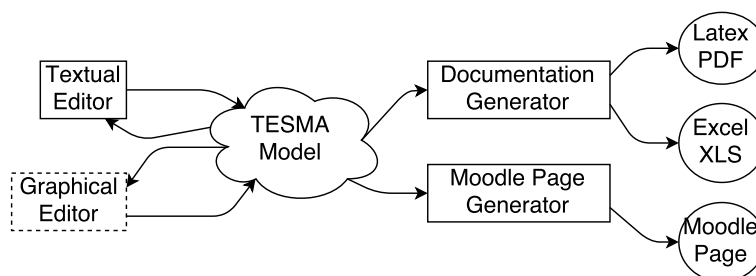 Textual
Editor
Graphical
Editor
TESMA
Model
Documentation
Generator
Moodle Page
Generator
Latex
PDF
Excel
XLS
Moodle
Page